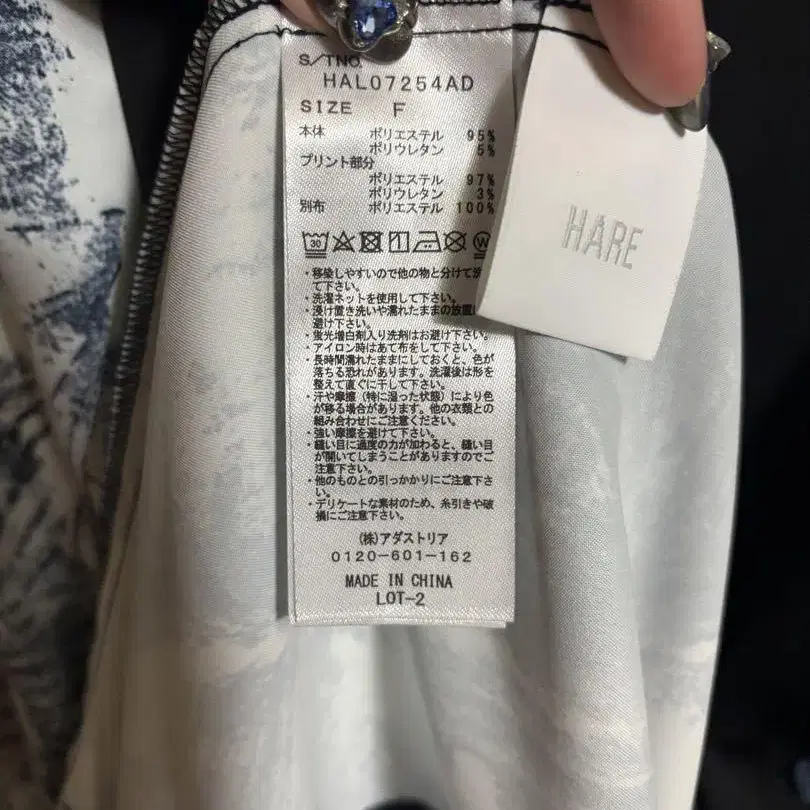 S/TNO.
HAL07254AD
SIZE F
本体 ポリエステル 95%
ポリウレタン 5%
プリント部分
ポリエステル 97%
ポリウレタン 3%
別布 ポリエステル 100%
30
W
・移染しやすいので他の物と分けて洗
て下さい。
・洗濯ネットを使用して下さい。
・浸け置き洗いや濡れたままの放置
避け下さい。
・蛍光増白剤入り洗剤はお避け下さい。
・アイロン時はあて布をして下さい。
・長時間濡れたままにしておくと、色が
落ちる恐れがあります。洗濯後は形を
整えて直ぐに干して下さい。
・汗や摩擦（特に湿った状態）により色
が移る場合があります。他の衣類との
組み合わせにご注意ください。
・強い摩擦を避けて下さい。
・縫い目に過度の力が加わると、縫い目
が開いてしまうことがありますのでご
注意下さい。
・他のものとの引っかかりにご注意下さ
い。
・デリケートな素材のため、糸引きや破
損にご注意下さい。
(株)アダストリア
0120-601-162
MADE IN CHINA
LOT-2
HARE